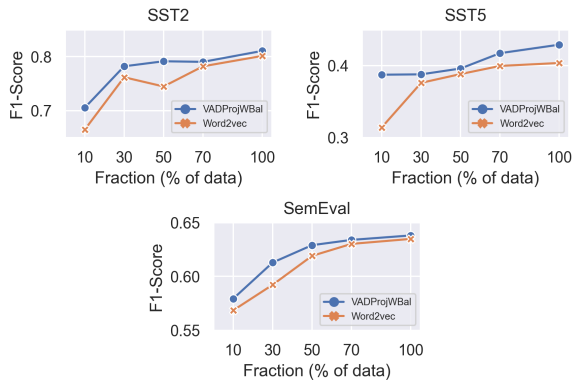 SST2
F1-Score
0.8
0.7
VADProjWBal
Word2vec
10 30 50 70 100
Fraction (% of data)
SST5
F1-Score
0.4
0.3
VADProjWBal
Word2vec
10 30 50 70 100
Fraction (% of data)
SemEval
F1-Score
0.65
0.60
0.55
VADProjWBal
Word2vec
10 30 50 70 100
Fraction (% of data)